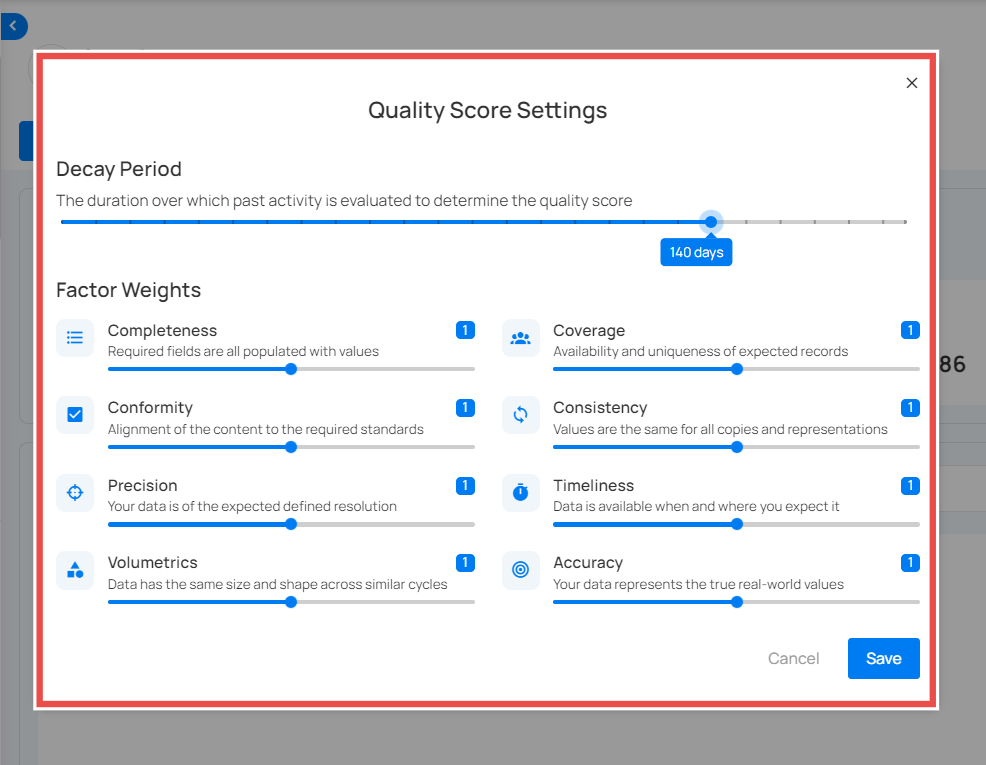 Quality Score Settings
Decay Period
The duration over which past activity is evaluated to determine the quality score
140 days
Factor Weights
Completeness 1
Required fields are all populated with values
Coverage 1
Availability and uniqueness of expected records
Conformity 1
Alignment of the content to the required standards
Consistency 1
Values are the same for all copies and representations
Precision 1
Your data is of the expected defined resolution
Timeliness 1
Data is available when and where you expect it
Volumetrics 1
Data has the same size and shape across similar cycles
Accuracy 1
Your data represents the true real-world values
Cancel
Save
86